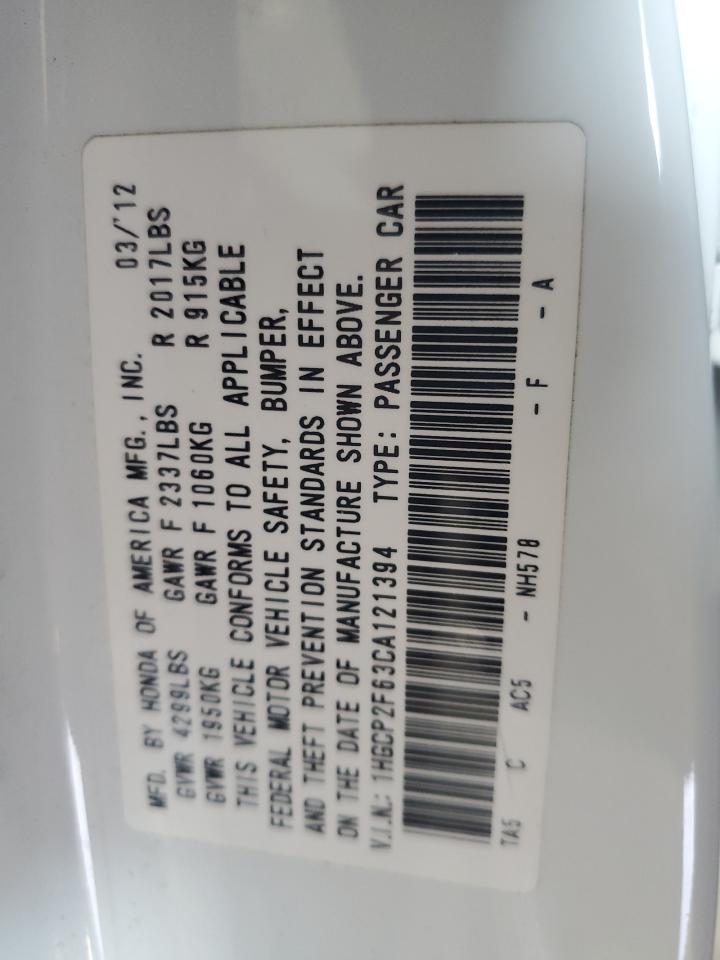 MFD. BY HONDA OF AMERICA MFG., INC. 03/'12
GVWR 4299LBS GAWR F 2337LBS R 2017LBS
GVWR 1950KG GAWR F 1060KG R 915KG
THIS VEHICLE CONFORMS TO ALL APPLICABLE
FEDERAL MOTOR VEHICLE SAFETY, BUMPER,
AND THEFT PREVENTION STANDARDS IN EFFECT
ON THE DATE OF MANUFACTURE SHOWN ABOVE.
V.I.N.: 1HGCP2F63CA121394 TYPE: PASSENGER CAR
TA5 C AC5 - NH578 - F - A